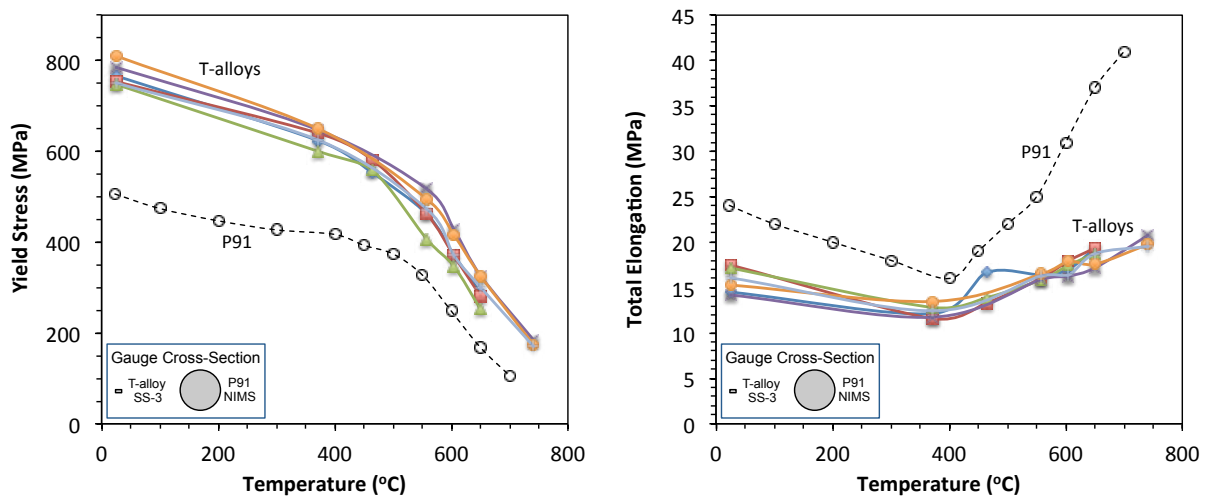 800
600
400
200
0
Yield Stress (MPa)
T-alloys
P91
Gauge Cross-Section
T-alloy
SS-3
P91
NIMS
0 200 400 600 800
Temperature (ºC)
45
40
35
30
25
20
15
10
5
0
Total Elongation (MPa)
P91
T-alloys
Gauge Cross-Section
T-alloy
SS-3
P91
NIMS
0 200 400 600 800
Temperature (ºC)